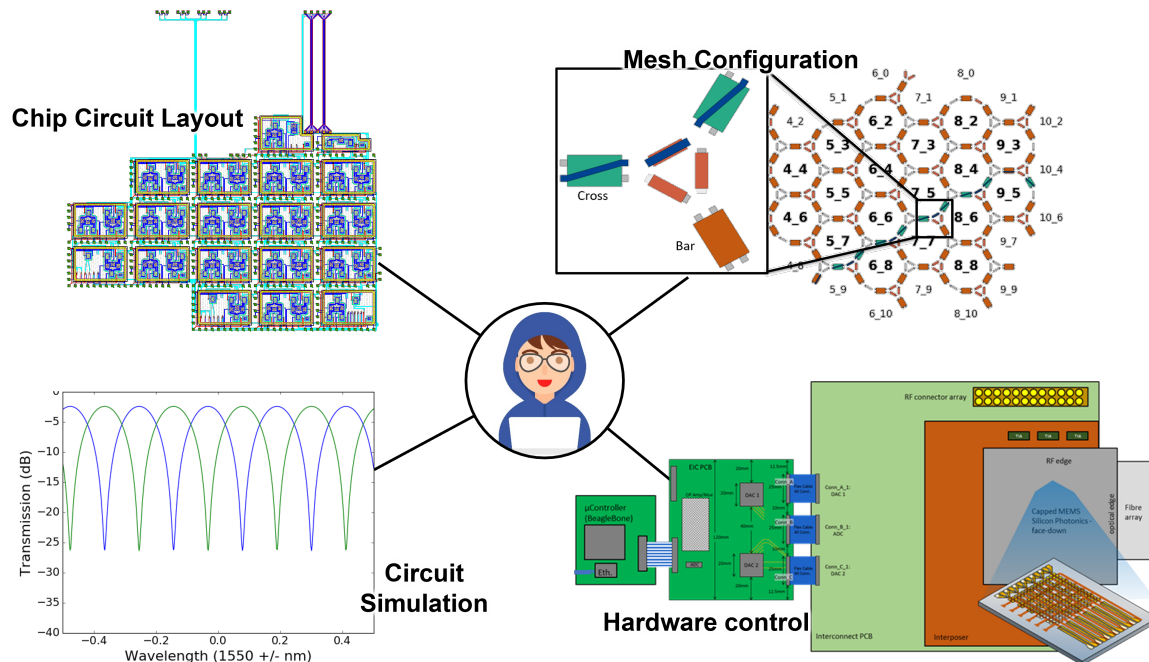 Chip Circuit Layout
Mesh Configuration
Cross
Bar
6_0
8_0
5_1
7_1
9_1
4_2
6_2
8_2
10_2
5_3
7_3
9_3
4_4
6_4
8_4
10_4
5_5
7_5
9_5
4_6
6_6
8_6
10_6
5_7
7_7
9_7
6_8
8_8
5_9
7_9
9_9
6_10
8_10
0
−5
−10
−15
−20
−25
−30
−35
−40
Transmission (dB)
−0.4
−0.2
0.0
0.2
0.4
Wavelength (1550 +/- nm)
Circuit
Simulation
Hardware control
µController
(BeagleBone)
Eth.
EIC PCB
DAC 1
DAC 2
120mm
40mm
Conn_A
Conn_B
Conn_C
Conn_A_1:
DAC 1
Conn_B_1:
ADC
Conn_C_1:
DAC 2
RF connector array
TIA
TIA
TIA
RF edge
optical edge
Fibre
array
Capped MEMS
Silicon Photonics -
face-down
Interconnect PCB
Interposer